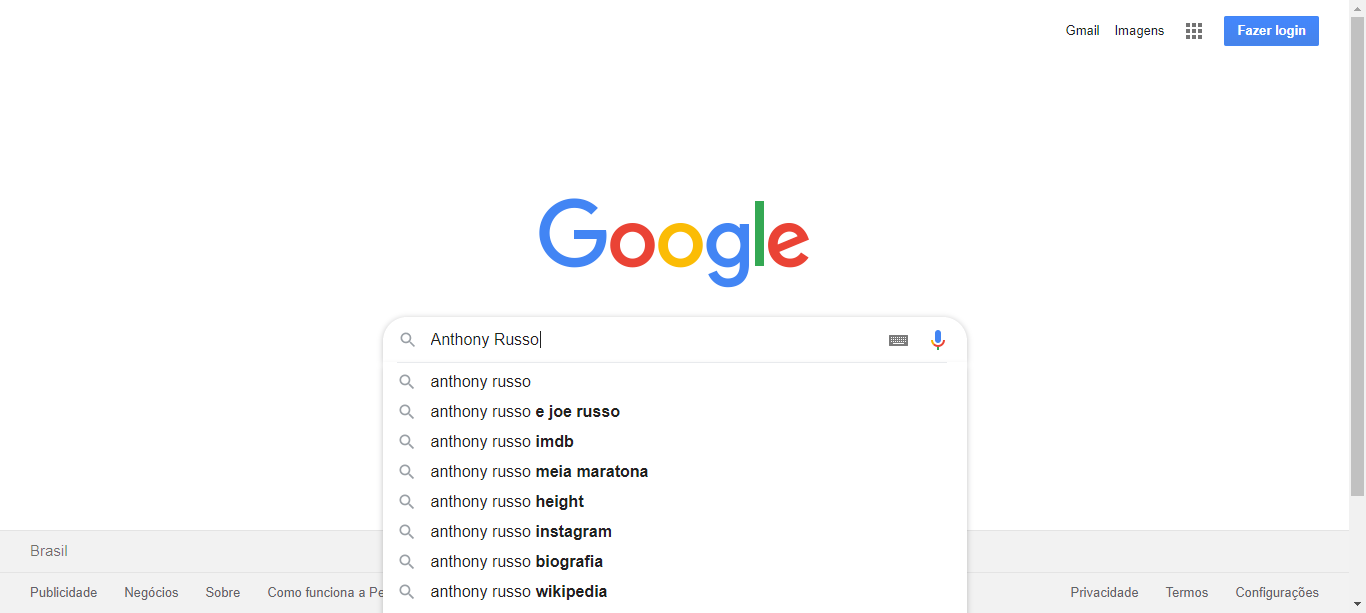 Gmail Imagens Fazer login
Google
Anthony Russo
anthony russo
anthony russo e joe russo
anthony russo imdb
anthony russo meia maratona
anthony russo height
anthony russo instagram
anthony russo biografia
anthony russo wikipedia
Brasil
Publicidade Negócios Sobre Como funciona a Pe
Privacidade Termos Configurações